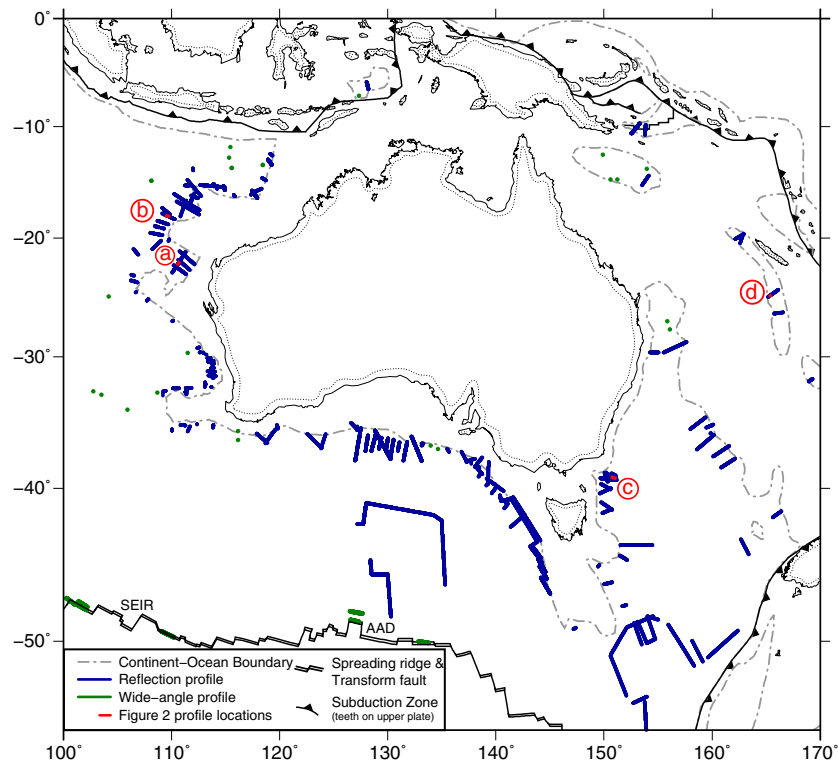 0°
−10°
−20°
−30°
−40°
−50°
b
a
d
c
SEIR
AAD
Continent−Ocean Boundary
Reflection profile
Wide−angle profile
Figure 2 profile locations
Spreading ridge &
Transform fault
Subduction Zone
(teeth on upper plate)
100° 110° 120° 130° 140° 150° 160° 170°